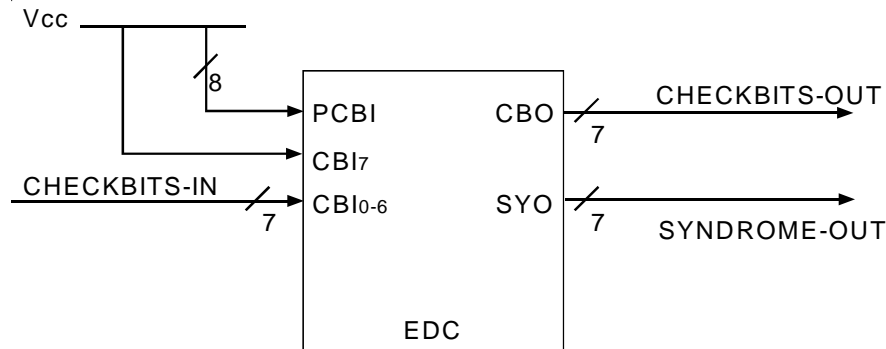 Vcc
8
PCBI
CBO
CHECKBITS-OUT
7
CBI7
CHECKBITS-IN
7
CBI0-6
SYO
7
SYNDROME-OUT
EDC